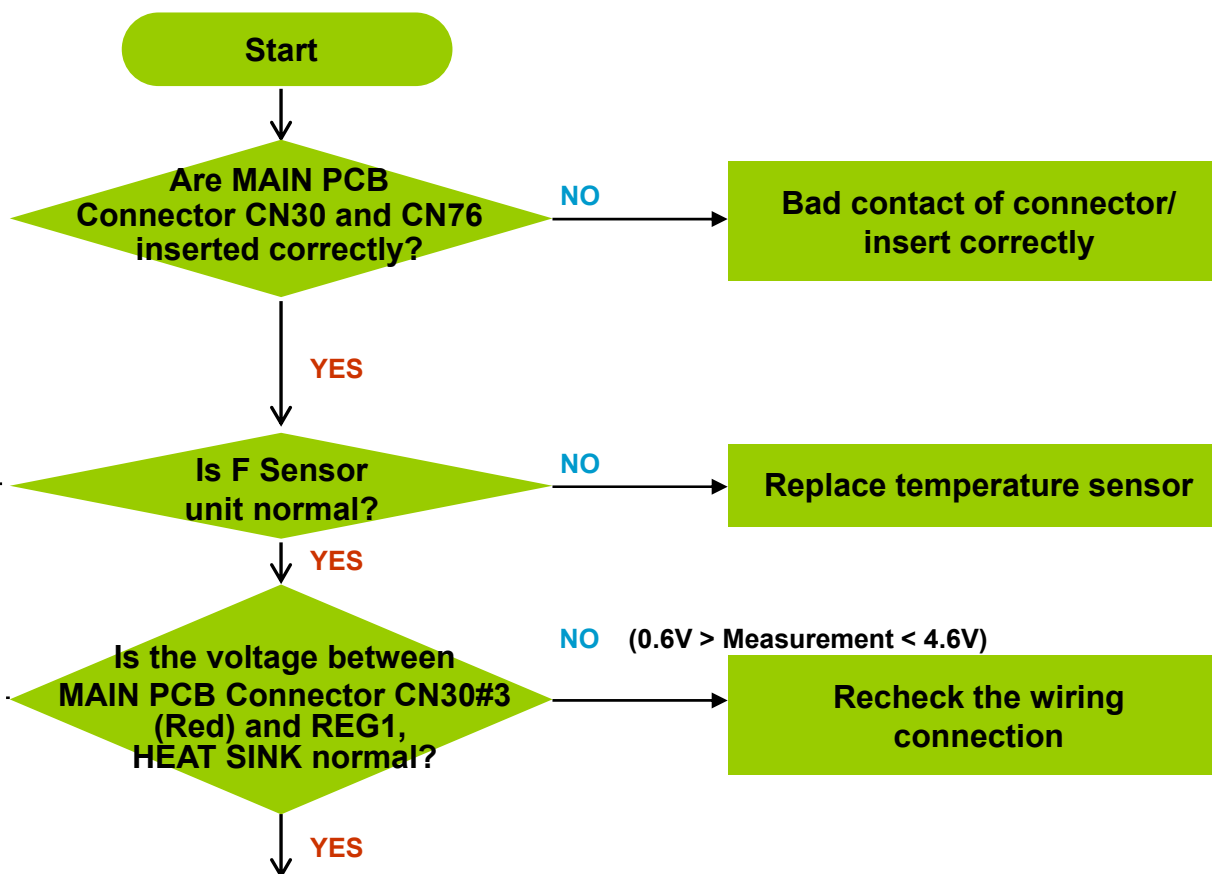 Start
Are MAIN PCB
Connector CN30 and CN76
inserted correctly?
NO
Bad contact of connector/
insert correctly
YES
Is F Sensor
unit normal?
NO
Replace temperature sensor
YES
Is the voltage between
MAIN PCB Connector CN30#3
(Red) and REG1,
HEAT SINK normal?
NO (0.6V > Measurement < 4.6V)
Recheck the wiring
connection
YES